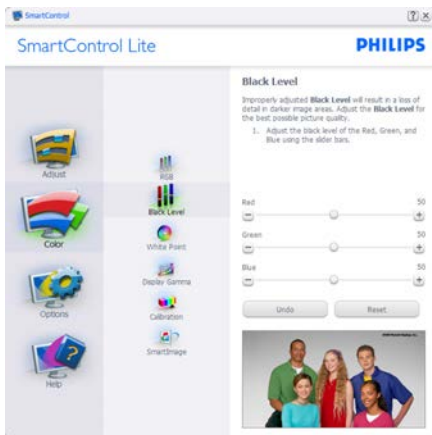 SmartControl
SmartControl Lite
PHILIPS
Adjust
Color
Options
Help
RGB
Black Level
White Point
Display Gamma
Calibration
SmartImage
Black Level
Improperly adjusted Black Level will result in a loss of
detail in darker image areas. Adjust the Black Level for
the best possible picture quality.
1. Adjust the black level of the Red, Green, and
Blue using the slider bars.
Red 50
Green 50
Blue 50
Undo Reset